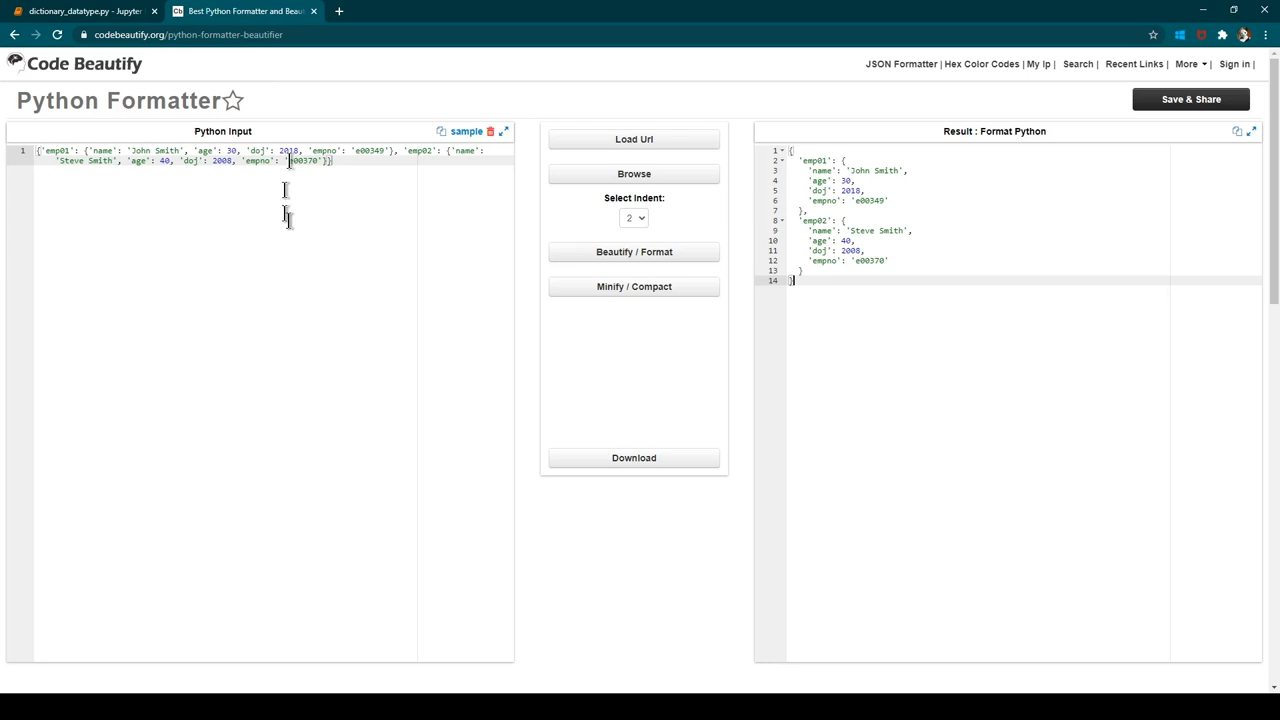 dictionary_datatype.py - Jupyter
Best Python Formatter and Beau
codebeautify.org/python-formatter-beautifier
Code Beautify
JSON Formatter | Hex Color Codes | My Ip | Search | Recent Links | More | Sign in |
Python Formatter
Save & Share
Python Input
sample
1 {'emp01': {'name': 'John Smith', 'age': 30, 'doj': 2018, 'empno': 'e00349'}, 'emp02': {'name':
'Steve Smith', 'age': 40, 'doj': 2008, 'empno': 'e00370'}}
Load Url
Browse
Select Indent:
2
Beautify / Format
Minify / Compact
Download
Result : Format Python
1 {
2 'emp01': {
3 'name': 'John Smith',
4 'age': 30,
5 'doj': 2018,
6 'empno': 'e00349'
7 },
8 'emp02': {
9 'name': 'Steve Smith',
10 'age': 40,
11 'doj': 2008,
12 'empno': 'e00370'
13 }
14 }